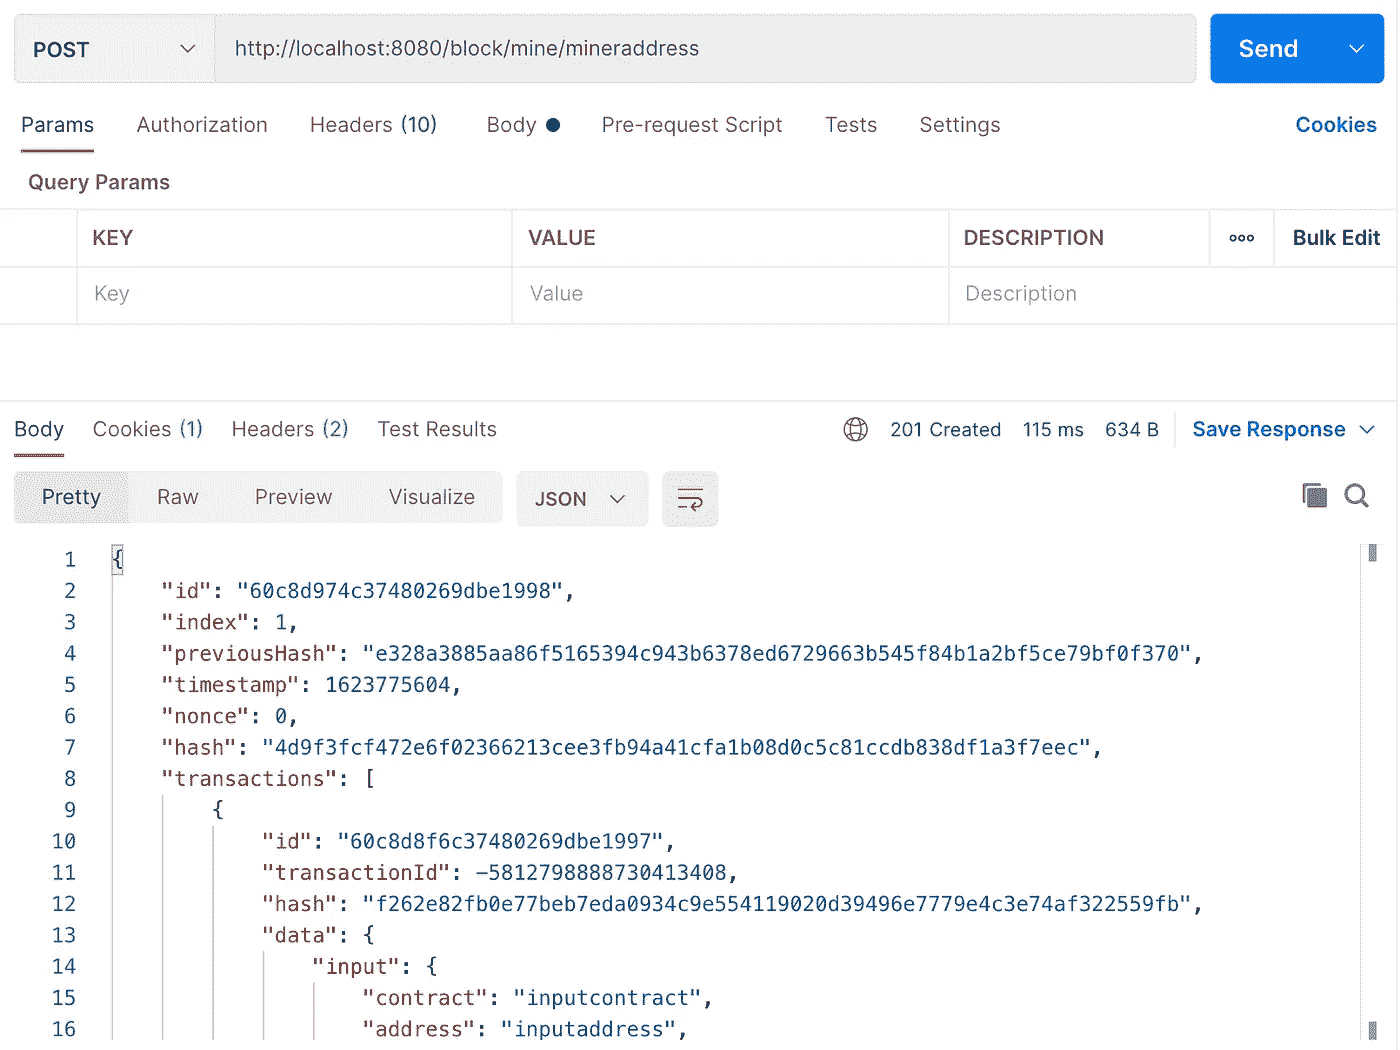 POST http://localhost:8080/block/mine/mineraddress Send
Params Authorization Headers (10) Body Pre-request Script Tests Settings Cookies
Query Params
KEY VALUE DESCRIPTION Bulk Edit
Key Value Description
Body Cookies (1) Headers (2) Test Results 201 Created 115 ms 634 B Save Response
Pretty Raw Preview Visualize JSON
1 {
2 "id": "60c8d974c37480269dbe1998",
3 "index": 1,
4 "previousHash": "e328a3885aa86f5165394c943b6378ed6729663b545f84b1a2bf5ce79bf0f370",
5 "timestamp": 1623775604,
6 "nonce": 0,
7 "hash": "4d9f3fcf472e6f02366213cee3fb94a41cfa1b08d0c5c81ccdb838df1a3f7eec",
8 "transactions": [
9 {
10 "id": "60c8d8f6c37480269dbe1997",
11 "transactionId": -5812798888730413408,
12 "hash": "f262e82fb0e77beb7eda0934c9e554119020d39496e7779e4c3e74af322559fb",
13 "data": {
14 "input": {
15 "contract": "inputcontract",
16 "address": "inputaddress",